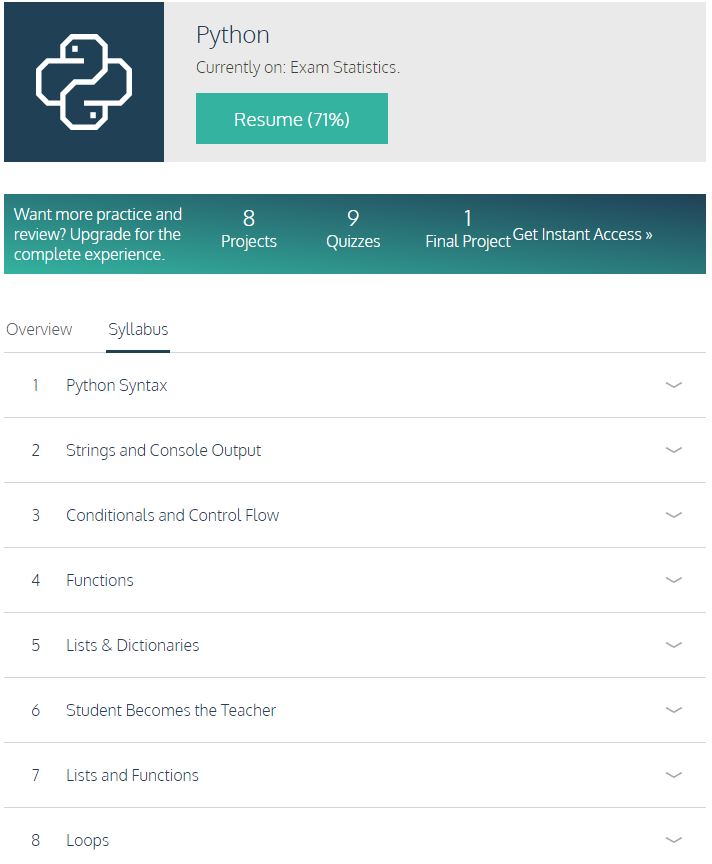 Python
Currently on: Exam Statistics.
Resume (71%)
Want more practice and
review? Upgrade for the
complete experience.
8
Projects
9
Quizzes
1
Final Project
Get Instant Access »
Overview
Syllabus
1 Python Syntax
2 Strings and Console Output
3 Conditionals and Control Flow
4 Functions
5 Lists & Dictionaries
6 Student Becomes the Teacher
7 Lists and Functions
8 Loops